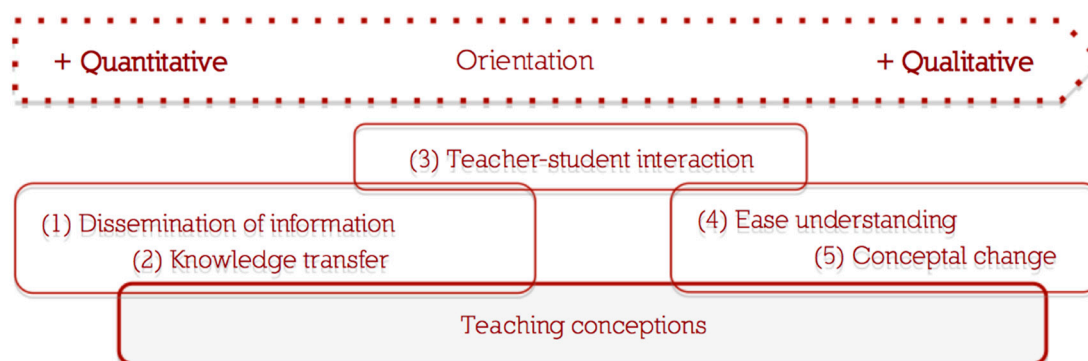 + Quantitative Orientation + Qualitative
(3) Teacher-student interaction
(1) Dissemination of information
(2) Knowledge transfer
(4) Ease understanding
(5) Conceptal change
Teaching conceptions